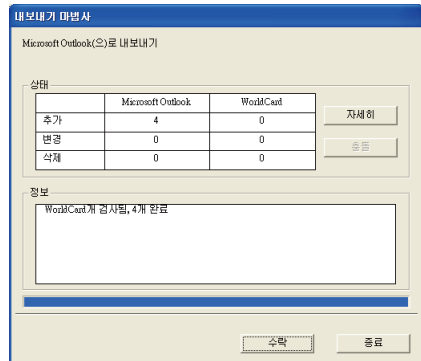 내보내기 마법사
Microsoft Outlook(으)로 내보내기
상태
Microsoft Outlook WorldCard
추가 4 0
자세히
변경 0 0
충돌
삭제 0 0
정보
WorldCard개 검사됨, 4개 완료
수락 종료